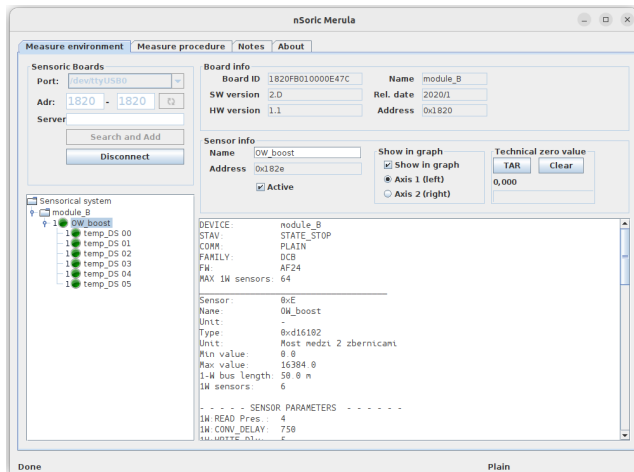 nSoric Merula
Measure environment Measure procedure Notes About
Sensoric Boards
Port: /dev/ttyUSB0
Adr: 1820 - 1820
Server
Search and Add
Disconnect
Board info
Board ID 1820FB010000E47C Name module_B
SW version 2.D Rel. date 2020/1
HW version 1.1 Address 0x1820
Sensor info
Name OW_boost
Address 0x182e
Active
Show in graph
Show in graph
Axis 1 (left)
Axis 2 (right)
Technical zero value
TAR Clear
0,000
Sensorical system
module_B
1 OW_boost
1 temp_DS 00
1 temp_DS 01
1 temp_DS 02
1 temp_DS 03
1 temp_DS 04
1 temp_DS 05
DEVICE: module_B
STAV: STATE_STOP
COMM: PLAIN
FAMILY: DCB
FW: AF24
MAX 1W sensors: 64
Sensor: 0xE
Name: OW_boost
Unit: -
Type: 0xd16102
Unit: Most medzi 2 zbernicami
Min value: 0.0
Max value: 16384.0
1-W bus length: 50.0 m
1W sensors: 6
- - - - - SENSOR PARAMETERS - - - - - -
1W:READ Pres.: 4
1W:CONV_DELAY: 750
1W:WRITE Dly: 5
Done Plain